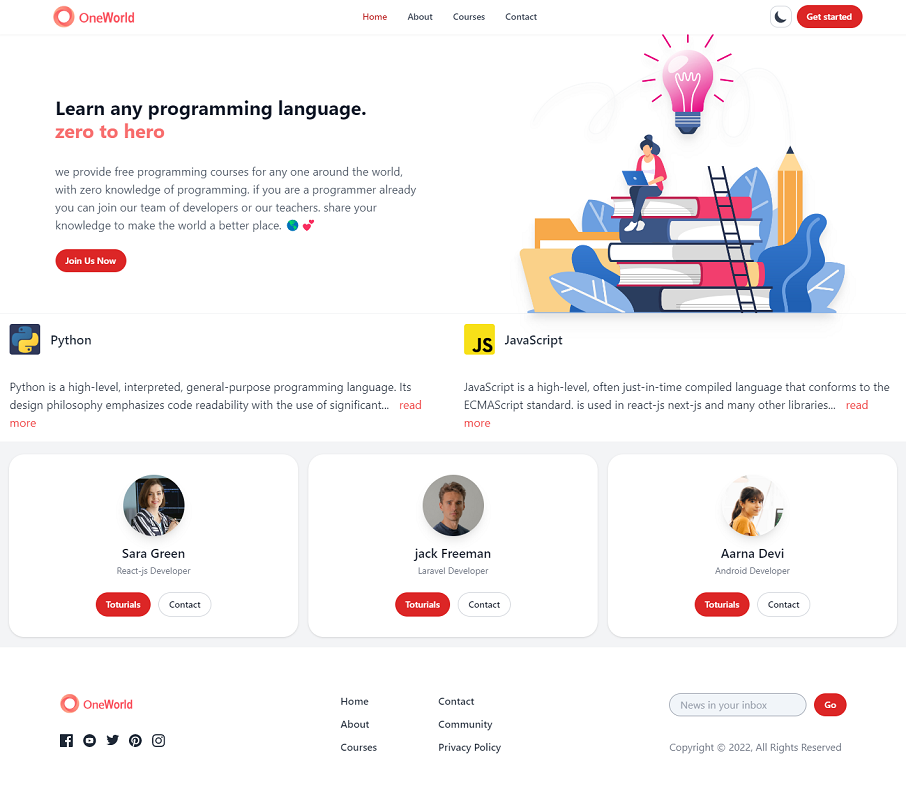 OneWorld
Home About Courses Contact
Get started
Learn any programming language.
zero to hero
we provide free programming courses for any one around the world,
with zero knowledge of programming. if you are a programmer already
you can join our team of developers or our teachers. share your
knowledge to make the world a better place. 🌎 💕
Join Us Now
Python
Python is a high-level, interpreted, general-purpose programming language. Its
design philosophy emphasizes code readability with the use of significant... read
more
JS
JavaScript
JavaScript is a high-level, often just-in-time compiled language that conforms to the
ECMAScript standard. is used in react-js next-js and many other libraries... read
more
Sara Green
React-js Developer
Toturials Contact
jack Freeman
Laravel Developer
Toturials Contact
Aarna Devi
Android Developer
Toturials Contact
OneWorld
Home
About
Courses
Contact
Community
Privacy Policy
News in your inbox
Go
Copyright © 2022, All Rights Reserved